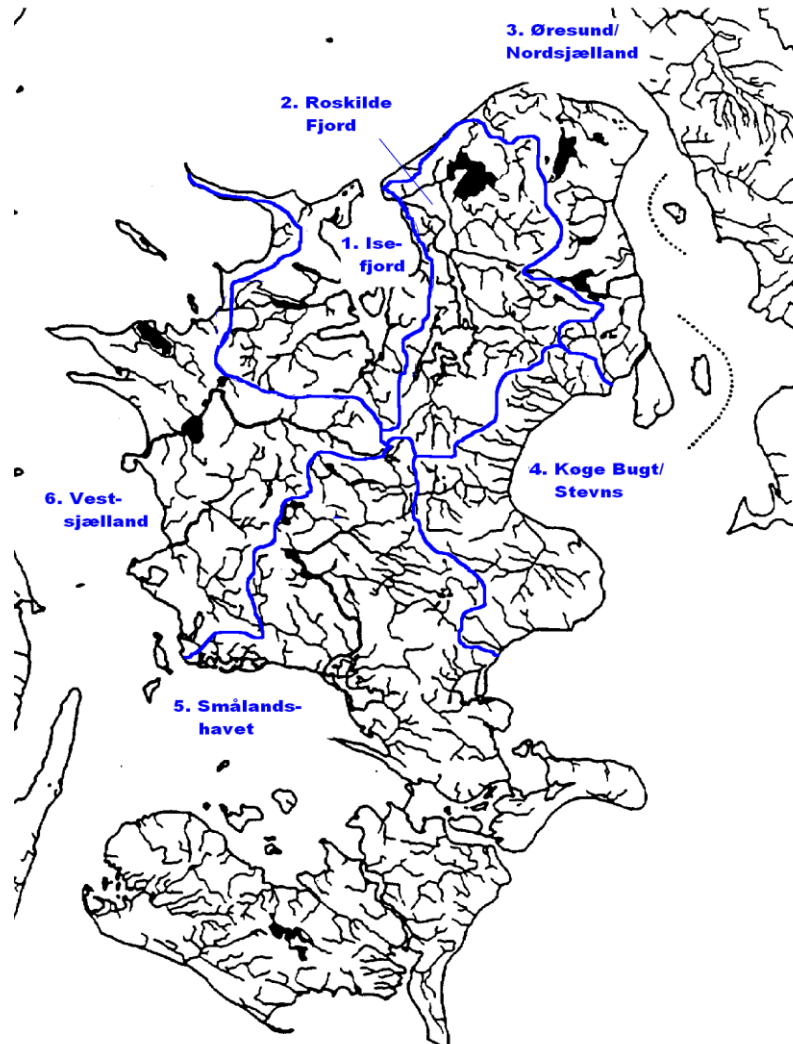 3. Øresund/
Nordsjælland
2. Roskilde
Fjord
1. Ise-
fjord
4. Køge Bugt/
Stevns
6. Vest-
sjælland
5. Smålands-
havet